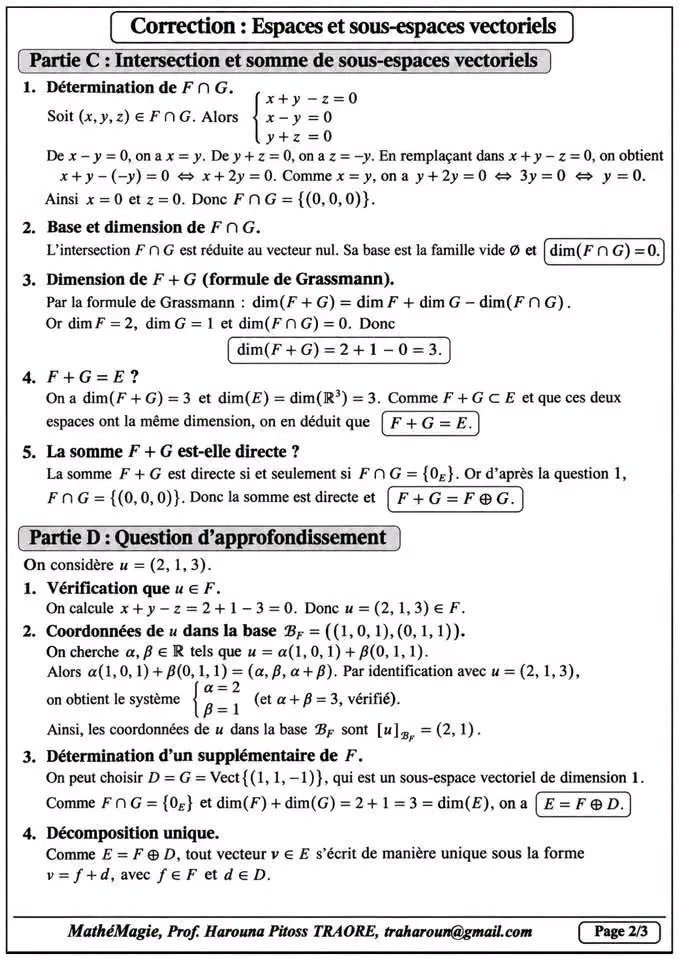 Correction : Espaces et sous-espaces vectoriels
Partie C : Intersection et somme de sous-espaces vectoriels
1. Détermination de F ∩ G.
Soit (x, y, z) ∈ F ∩ G. Alors { x + y − z = 0
x − y = 0
y + z = 0
De x − y = 0, on a x = y. De y + z = 0, on a z = −y. En remplaçant dans x + y − z = 0, on obtient
x + y − (−y) = 0 ⇔ x + 2y = 0. Comme x = y, on a y + 2y = 0 ⇔ 3y = 0 ⇔ y = 0.
Ainsi x = 0 et z = 0. Donc F ∩ G = {(0, 0, 0)}.
2. Base et dimension de F ∩ G.
L’intersection F ∩ G est réduite au vecteur nul. Sa base est la famille vide ∅ et dim(F ∩ G) = 0.
3. Dimension de F + G (formule de Grassmann).
Par la formule de Grassmann : dim(F + G) = dim F + dim G − dim(F ∩ G).
Or dim F = 2, dim G = 1 et dim(F ∩ G) = 0. Donc
dim(F + G) = 2 + 1 − 0 = 3.
4. F + G = E ?
On a dim(F + G) = 3 et dim(E) = dim(ℝ³) = 3. Comme F + G ⊂ E et que ces deux
espaces ont la même dimension, on en déduit que F + G = E.
5. La somme F + G est-elle directe ?
La somme F + G est directe si et seulement si F ∩ G = {0_E}. Or d’après la question 1,
F ∩ G = {(0, 0, 0)}. Donc la somme est directe et F + G = F ⊕ G.
Partie D : Question d’approfondissement
On considère u = (2, 1, 3).
1. Vérification que u ∈ F.
On calcule x + y − z = 2 + 1 − 3 = 0. Donc u = (2, 1, 3) ∈ F.
2. Coordonnées de u dans la base ℬ_F = ((1, 0, 1), (0, 1, 1)).
On cherche α, β ∈ ℝ tels que u = α(1, 0, 1) + β(0, 1, 1).
Alors α(1, 0, 1) + β(0, 1, 1) = (α, β, α + β). Par identification avec u = (2, 1, 3),
on obtient le système { α = 2
β = 1 (et α + β = 3, vérifié).
Ainsi, les coordonnées de u dans la base ℬ_F sont [u]_ℬ_F = (2, 1).
3. Détermination d’un supplémentaire de F.
On peut choisir D = G = Vect{(1, 1, −1)}, qui est un sous-espace vectoriel de dimension 1.
Comme F ∩ G = {0_E} et dim(F) + dim(G) = 2 + 1 = 3 = dim(E), on a E = F ⊕ D.
4. Décomposition unique.
Comme E = F ⊕ D, tout vecteur v ∈ E s’écrit de manière unique sous la forme
v = f + d, avec f ∈ F et d ∈ D.
MathéMagie, Prof. Harouna Pitoss TRAORE, traharoun@gmail.com
Page 2/3